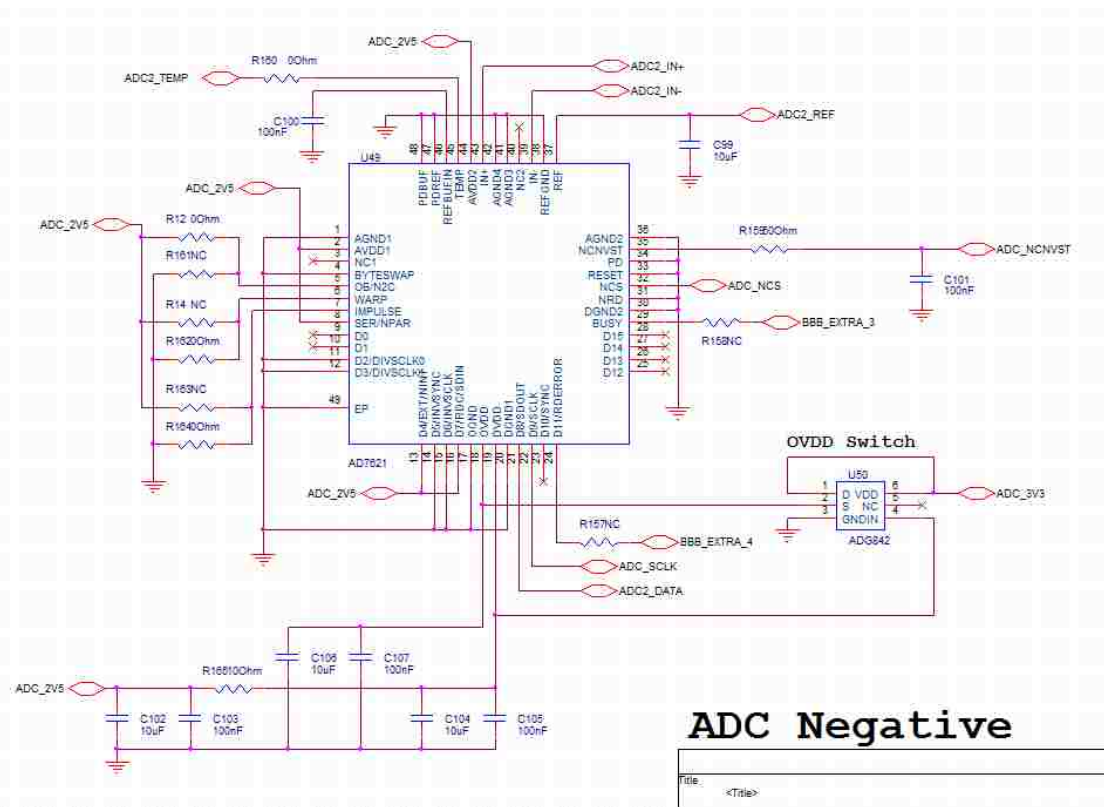 ADC_2V5
R160 0Ohm
ADC2_TEMP
ADC2_IN+
ADC2_IN-
C100
100nF
ADC2_REF
C99
10uF
48 47 46 45 44 43 42 41 40 39 38 37
U49
PDBUF
PDREF
REFBUFIN
TEMP
AVDD2
IN+
AGND4
AGND3
NC2
IN-
REFGND
REF
ADC_2V5
ADC_2V5
R12 0Ohm
R161NC
R14 NC
R1620Ohm
R163NC
R1640Ohm
1 AGND1
2 AVDD1
3 NC1
4 BYTESWAP
5 OB/N2C
6 WARP
7 IMPULSE
8 SER/NPAR
9 D0
10 D1
11 D2/DIVSCLK0
12 D3/DIVSCLK
49 EP
AGND2 36
NCNVST 35
PD 34
RESET 33
NCS 32
NRD 31
DGND2 30
BUSY 29
D15 28
D14 27
D13 26
D12 25
ADC_NCNVST
C101
100nF
ADC_NCS
BBB_EXTRA_3
R158NC
D4/EXT/NINT
D5/INVSYNC
D6/INVSCLK
D7/RDC/SDIN
OGND
OVDD
DVDD
DGND1
D8/SDOUT
D9/SCLK
D10/SYNC
D11/RDERROR
AD7621
13 14 15 16 17 18 19 20 21 22 23 24
ADC_2V5
OVDD Switch
U50
1 D VDD 6
2 S NC 5
3 GND IN 4
ADG842
ADC_3V3
R157NC
BBB_EXTRA_4
ADC_SCLK
ADC2_DATA
C106
10uF
C107
100nF
ADC_2V5
C102
10uF
C103
100nF
C104
10uF
C105
100nF
ADC Negative
Title
<Title>